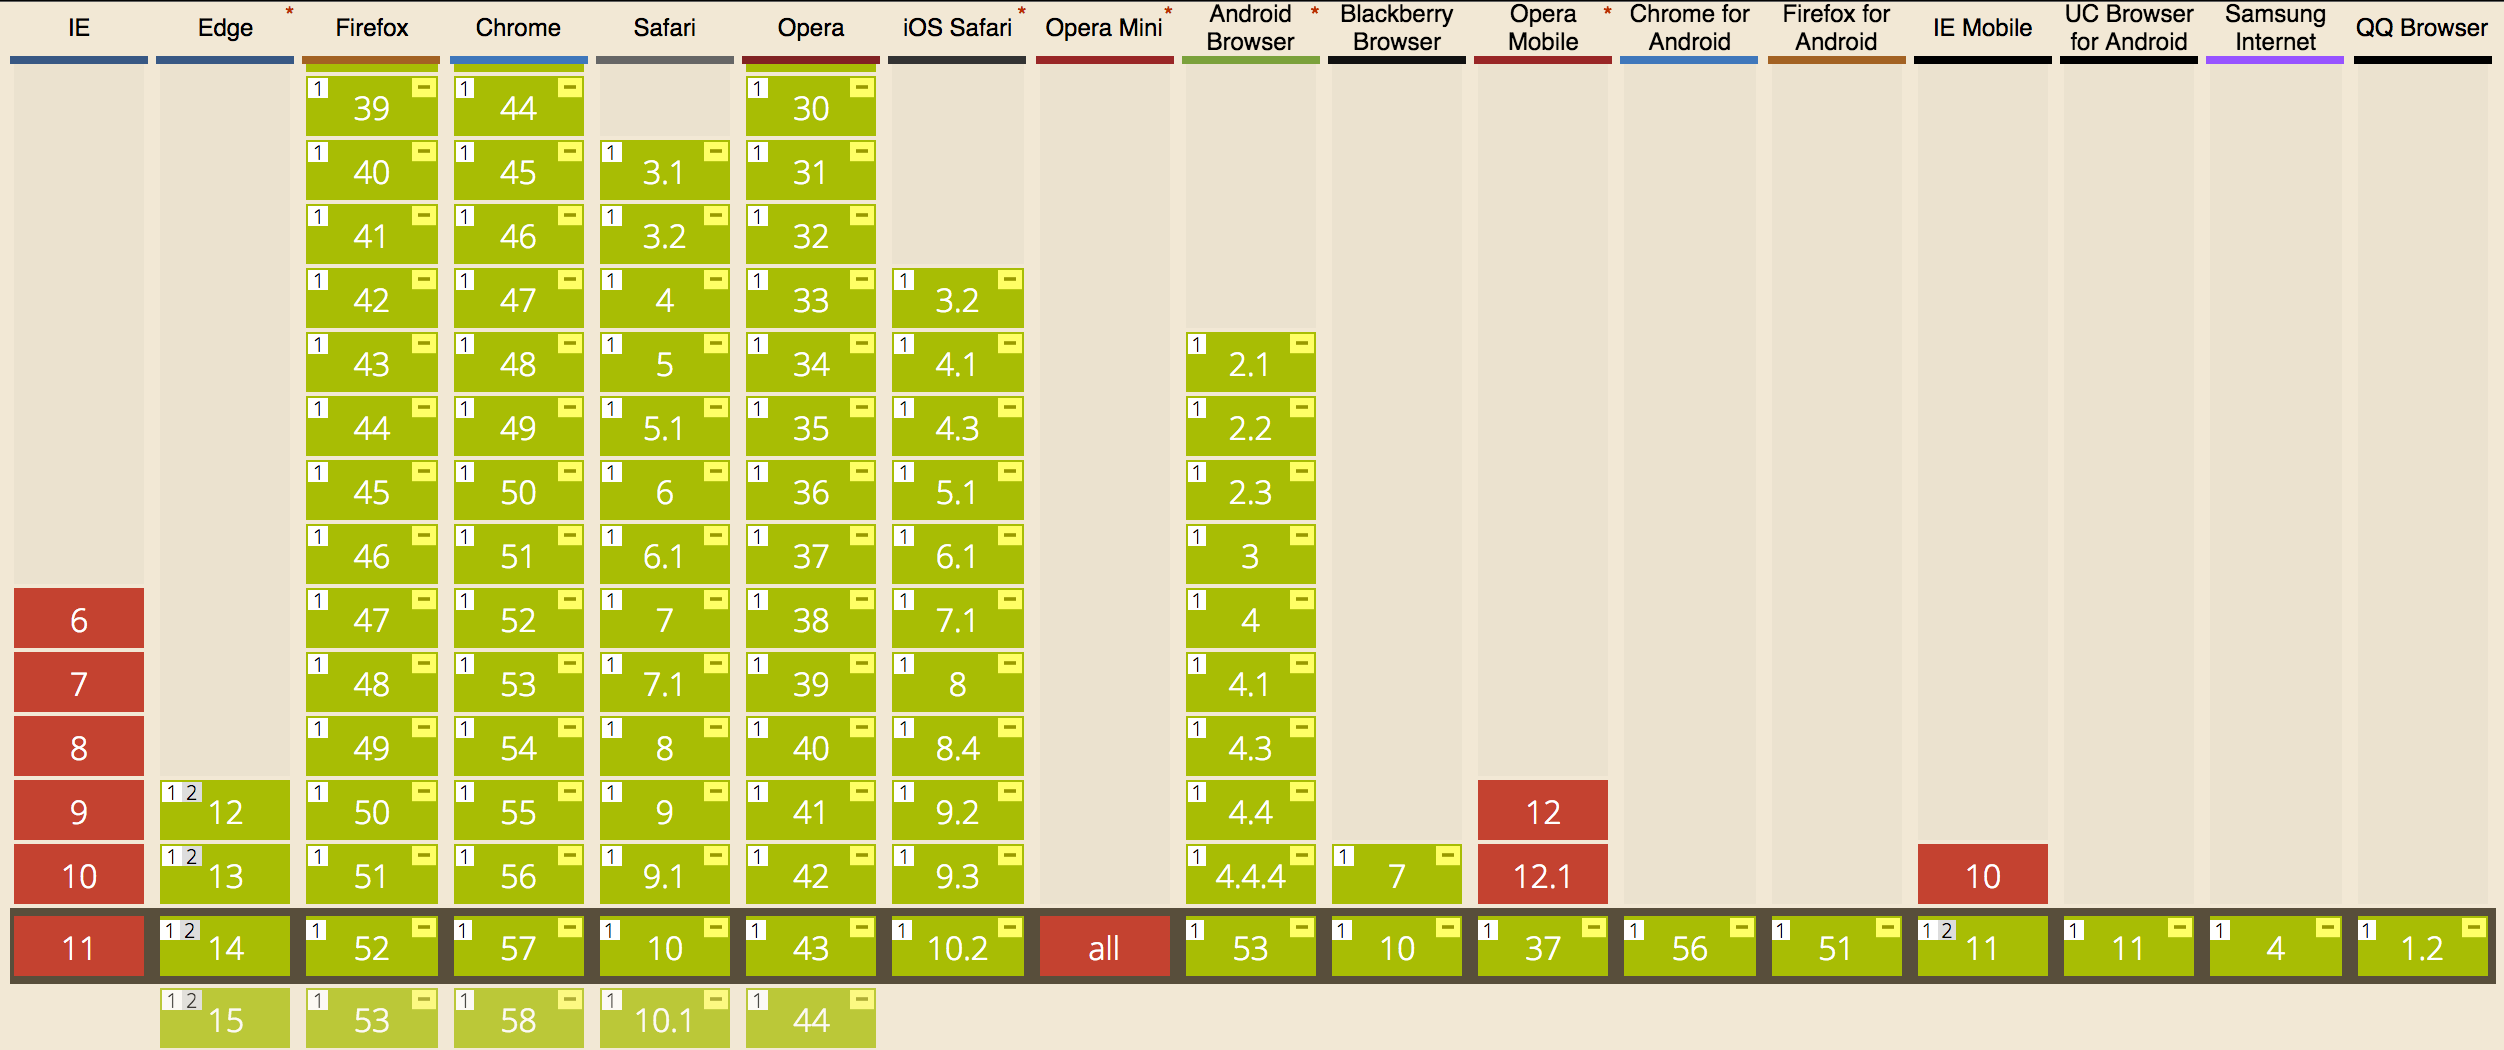 IE Edge * Firefox Chrome Safari Opera iOS Safari * Opera Mini * Android Browser * Blackberry Browser Opera Mobile * Chrome for Android Firefox for Android IE Mobile UC Browser for Android Samsung Internet QQ Browser
1 39 1 44 1 30
1 40 1 45 1 3.1 1 31
1 41 1 46 1 3.2 1 32
1 42 1 47 1 4 1 33 1 3.2
1 43 1 48 1 5 1 34 1 4.1 1 2.1
1 44 1 49 1 5.1 1 35 1 4.3 1 2.2
1 45 1 50 1 6 1 36 1 5.1 1 2.3
1 46 1 51 1 6.1 1 37 1 6.1 1 3
6 1 47 1 52 1 7 1 38 1 7.1 1 4
7 1 48 1 53 1 7.1 1 39 1 8 1 4.1
8 1 49 1 54 1 8 1 40 1 8.4 1 4.3
9 1 2 12 1 50 1 55 1 9 1 41 1 9.2 1 4.4 12
10 1 2 13 1 51 1 56 1 9.1 1 42 1 9.3 1 4.4.4 1 7 12.1 10
11 1 2 14 1 52 1 57 1 10 1 43 1 10.2 all 1 53 1 10 1 37 1 56 1 51 1 2 11 1 11 1 4 1 1.2
1 2 15 1 53 1 58 1 10.1 1 44